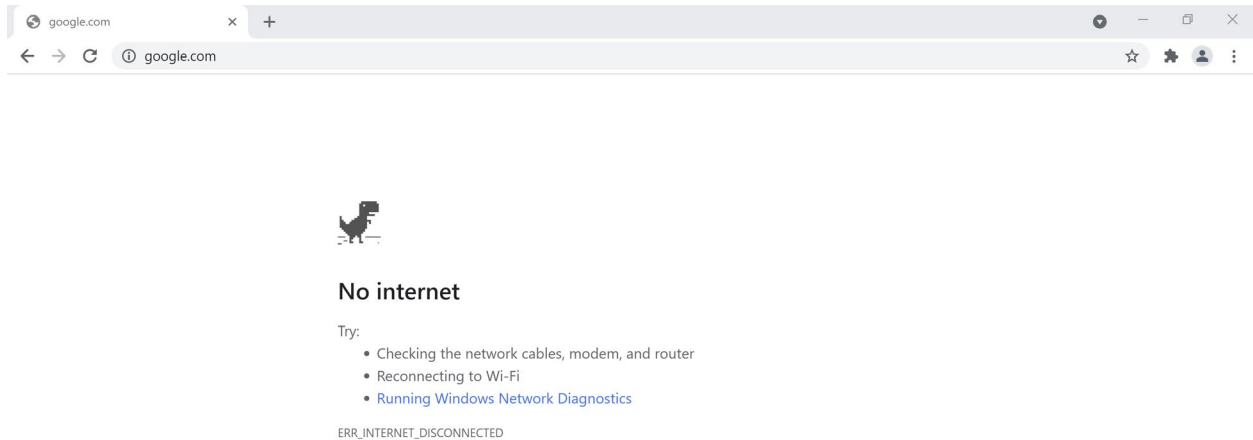 google.com
google.com
No internet
Try:
• Checking the network cables, modem, and router
• Reconnecting to Wi-Fi
• Running Windows Network Diagnostics
ERR_INTERNET_DISCONNECTED